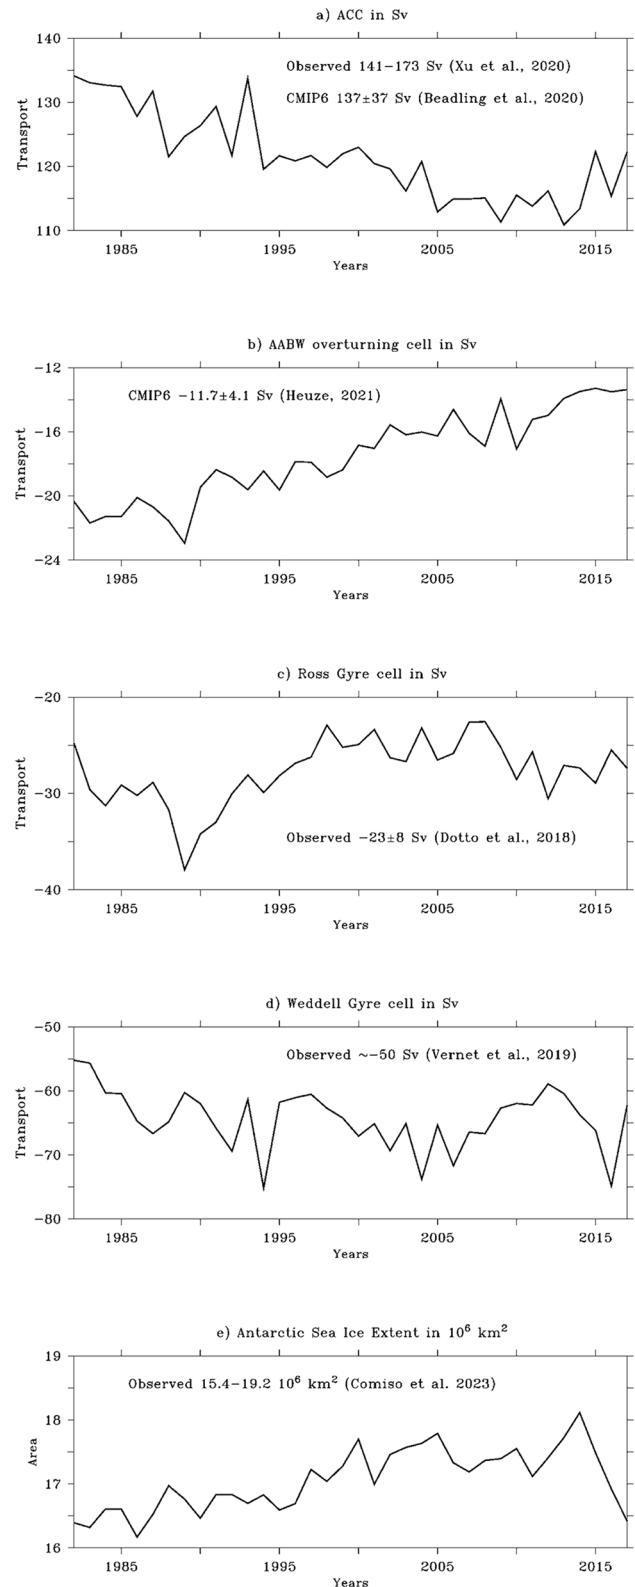 a) ACC in Sv
140
Observed 141−173 Sv (Xu et al., 2020)
130
CMIP6 137±37 Sv (Beadling et al., 2020)
Transport
120
110
1985 1995 2005 2015
Years
b) AABW overturning cell in Sv
−12
CMIP6 −11.7±4.1 Sv (Heuze, 2021)
−16
Transport
−20
−24
1985 1995 2005 2015
Years
c) Ross Gyre cell in Sv
−20
−30
Transport
Observed −23±8 Sv (Dotto et al., 2018)
−40
1985 1995 2005 2015
Years
d) Weddell Gyre cell in Sv
−50
Observed ~−50 Sv (Vernet et al., 2019)
−60
Transport
−70
−80
1985 1995 2005 2015
Years
e) Antarctic Sea Ice Extent in 10⁶ km²
19
Observed 15.4−19.2 10⁶ km² (Comiso et al. 2023)
18
Area
17
16
1985 1995 2005 2015
Years